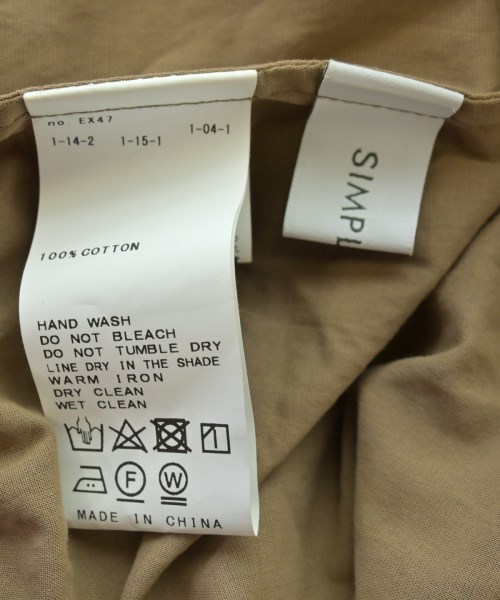 no. EX47
1-14-2 1-15-1 1-04-1
100% COTTON
HAND WASH
DO NOT BLEACH
DO NOT TUMBLE DRY
LINE DRY IN THE SHADE
WARM IRON
DRY CLEAN
WET CLEAN
F W
MADE IN CHINA
SIMPL